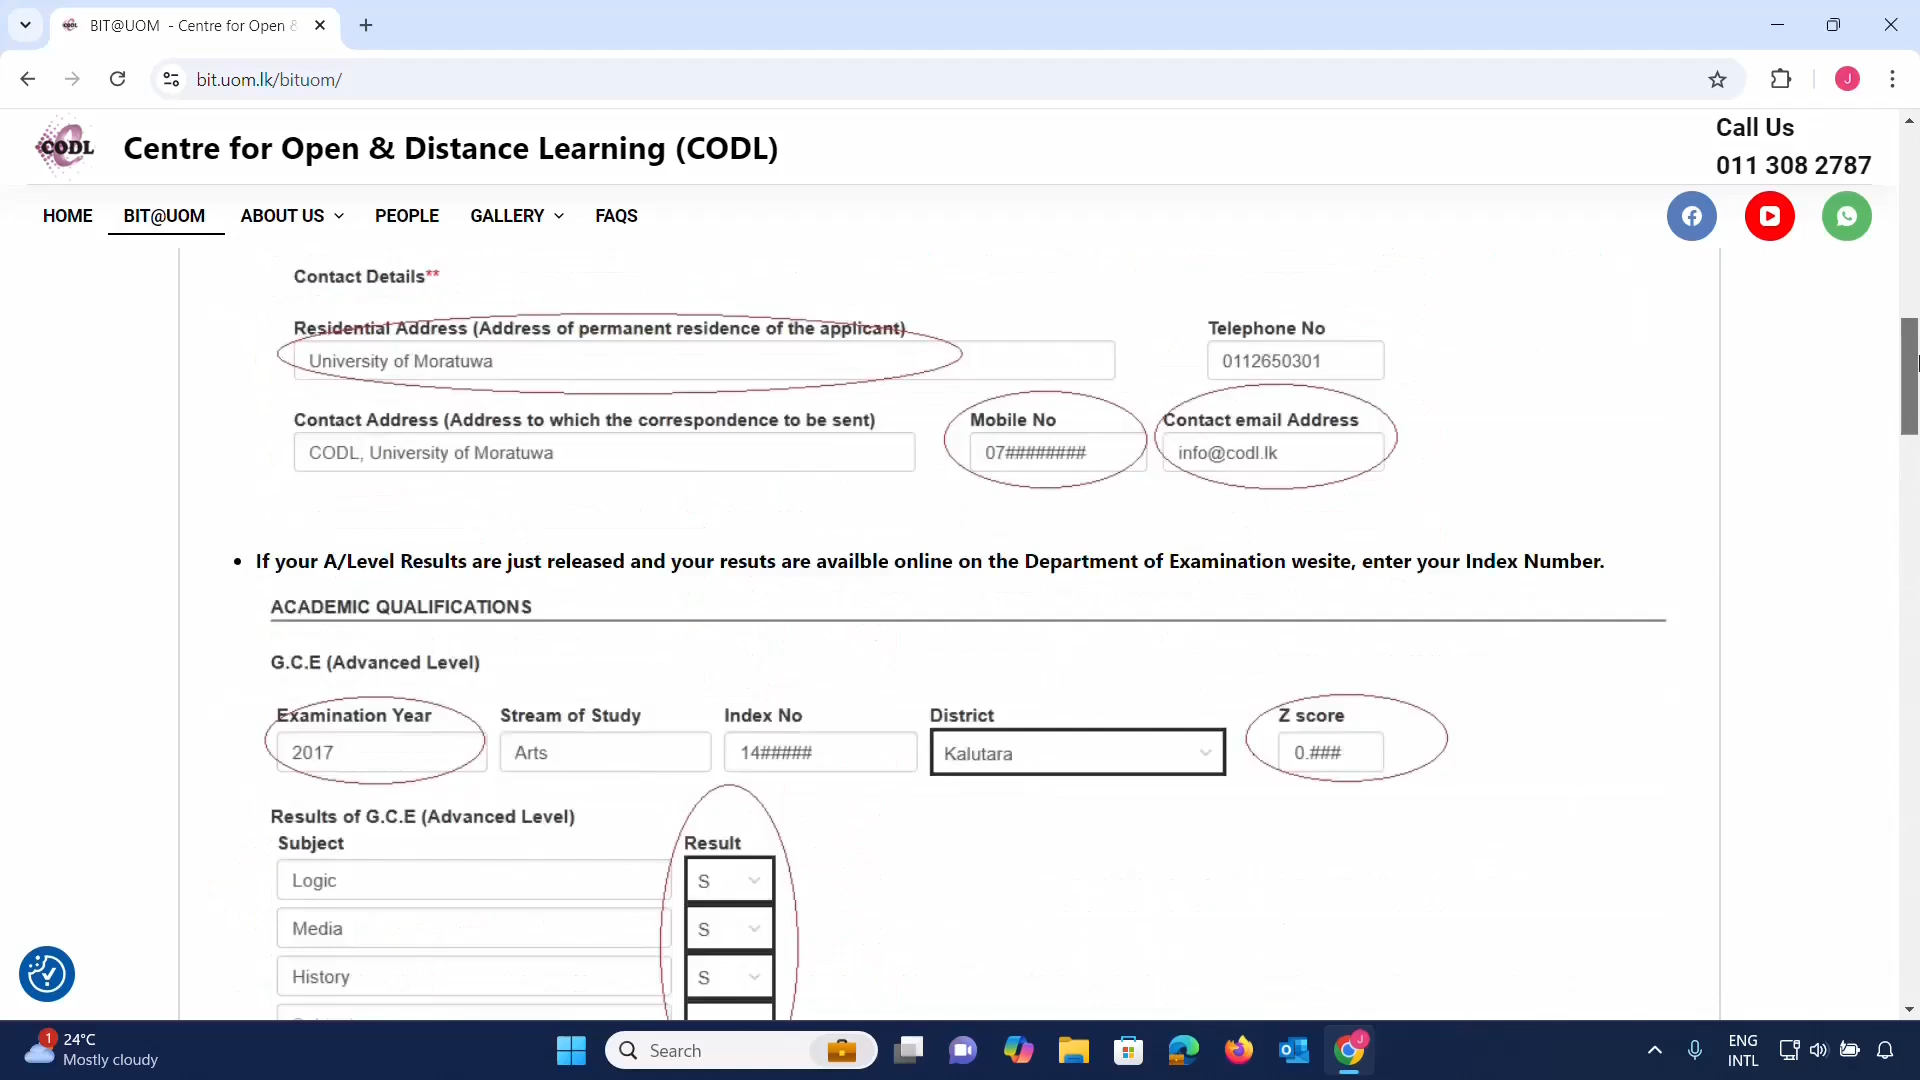 BIT@UOM - Centre for Open &
bit.uom.lk/bituom/
J
CODL
Centre for Open & Distance Learning (CODL)
Call Us
011 308 2787
HOME
BIT@UOM
ABOUT US
PEOPLE
GALLERY
FAQS
Contact Details**
Residential Address (Address of permanent residence of the applicant)
Telephone No
University of Moratuwa
0112650301
Contact Address (Address to which the correspondence to be sent)
Mobile No
Contact email Address
CODL, University of Moratuwa
07########
info@codl.lk
• If your A/Level Results are just released and your resuts are availble online on the Department of Examination wesite, enter your Index Number.
ACADEMIC QUALIFICATIONS
G.C.E (Advanced Level)
Examination Year
Stream of Study
Index No
District
Z score
2017
Arts
14#####
Kalutara
0.###
Results of G.C.E (Advanced Level)
Subject
Result
Logic
S
Media
S
History
S
1
24°C
Mostly cloudy
Search
J
ENG
INTL